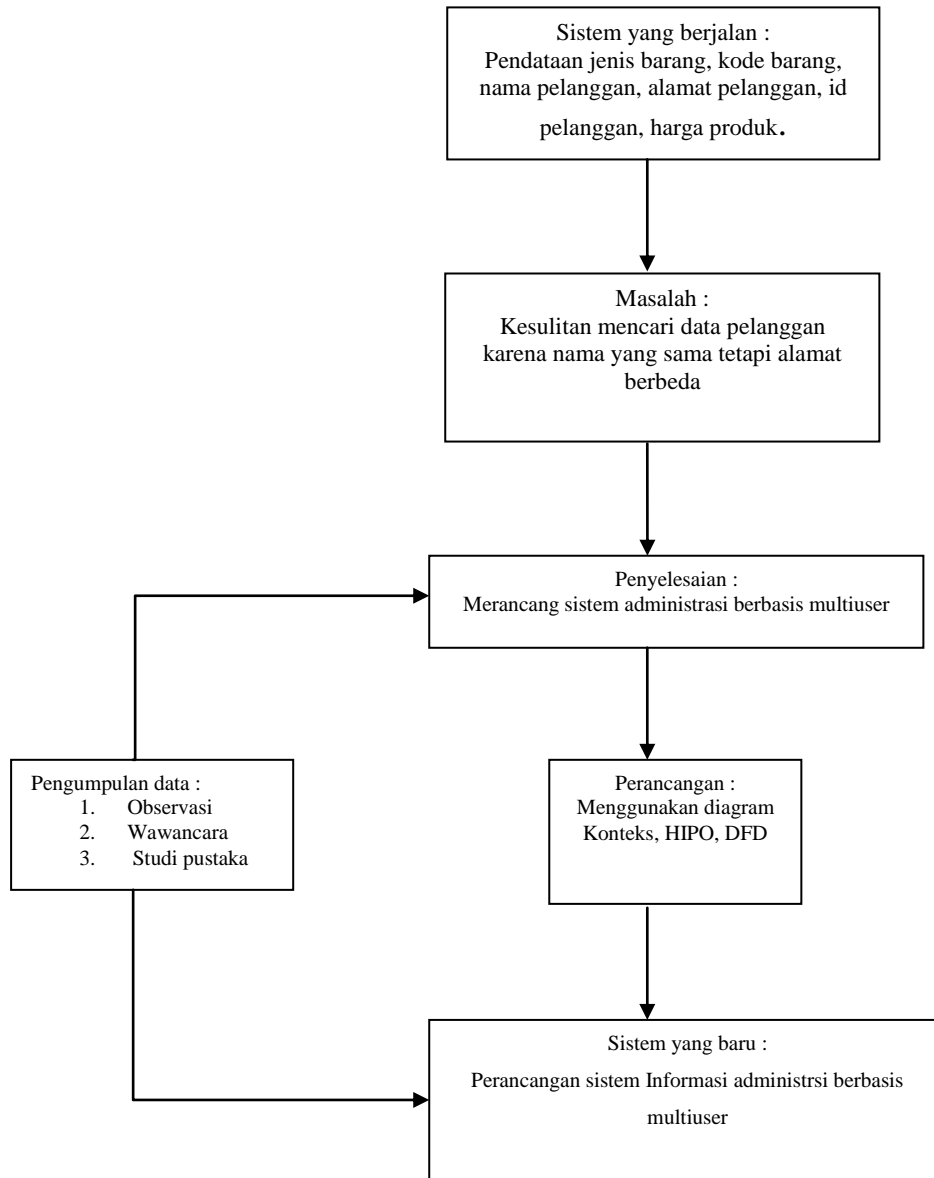 Sistem yang berjalan :
Pendataan jenis barang, kode barang,
nama pelanggan, alamat pelanggan, id
pelanggan, harga produk.
Masalah :
Kesulitan mencari data pelanggan
karena nama yang sama tetapi alamat
berbeda
Penyelesaian :
Merancang sistem administrasi berbasis multiuser
Pengumpulan data :
1. Observasi
2. Wawancara
3. Studi pustaka
Perancangan :
Menggunakan diagram
Konteks, HIPO, DFD
Sistem yang baru :
Perancangan sistem Informasi administrsi berbasis
multiuser